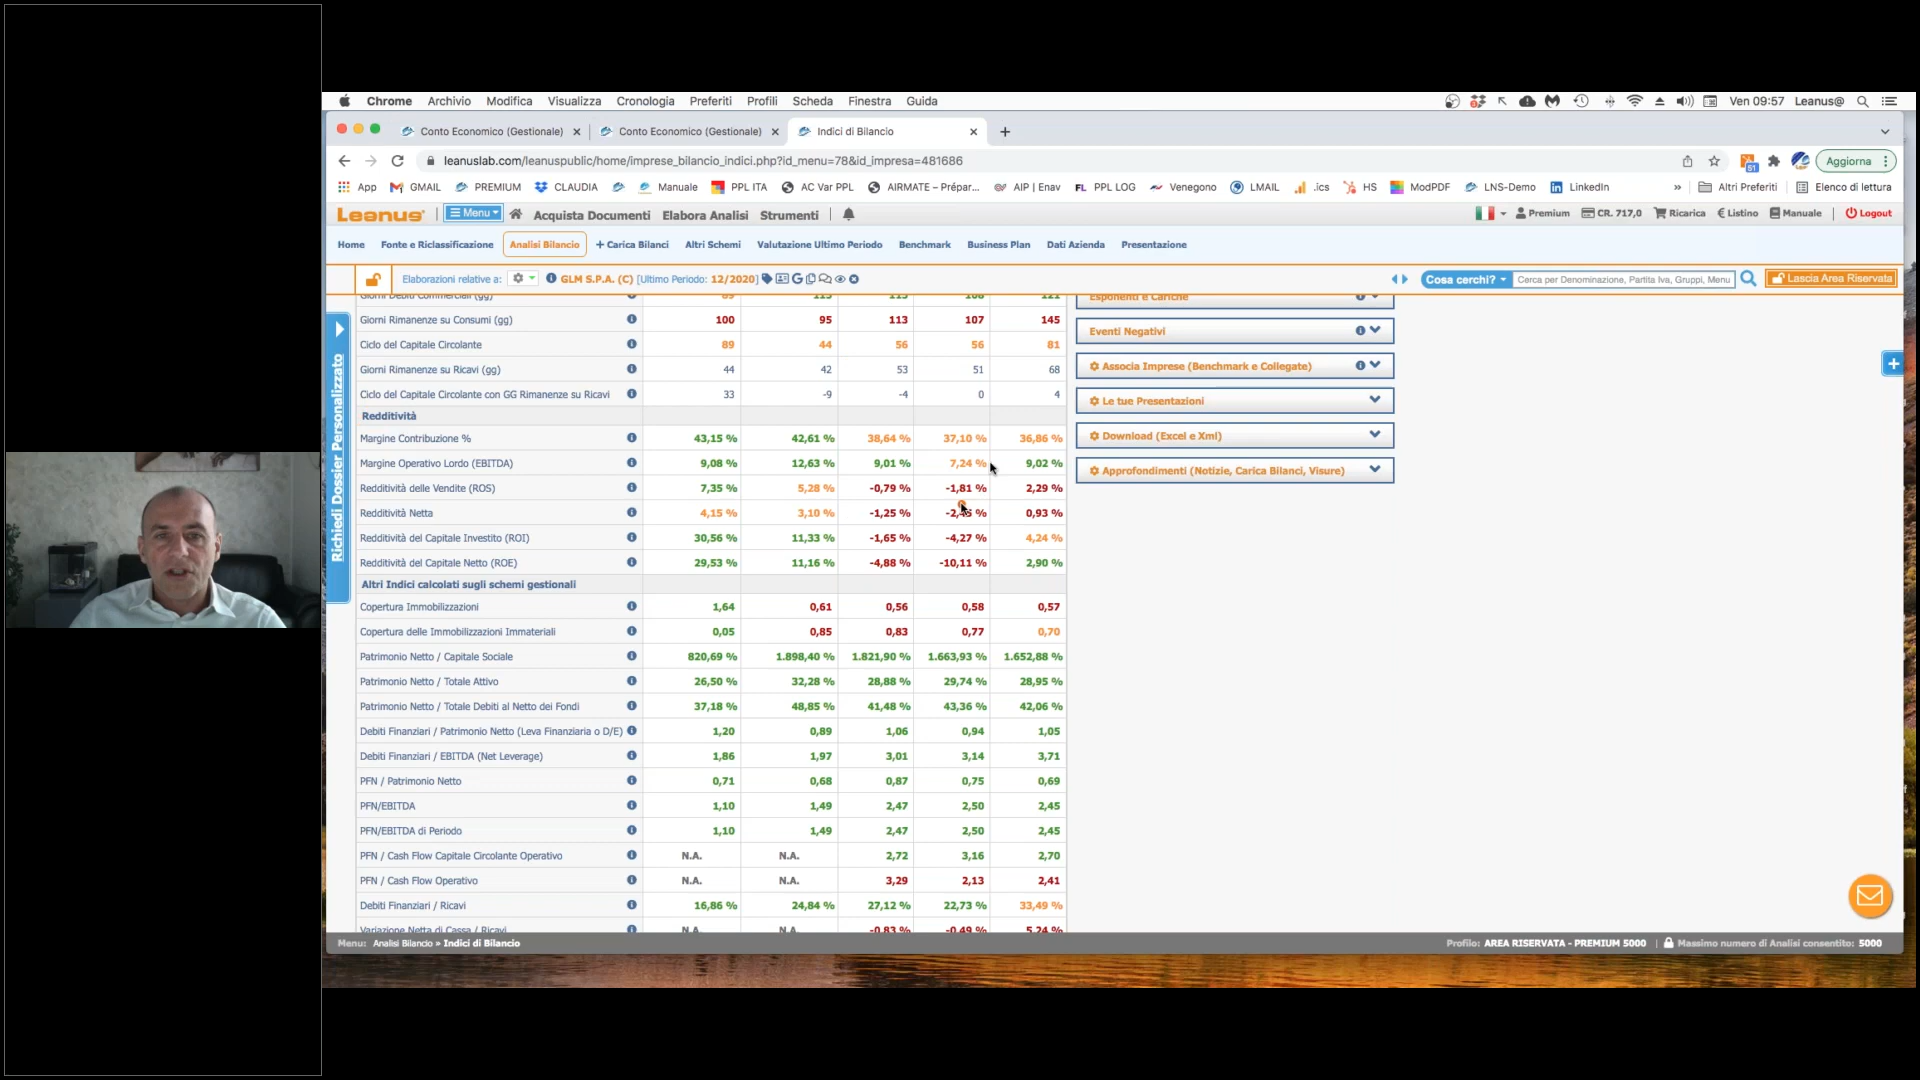 Chrome Archivio Modifica Visualizza Cronologia Preferiti Profili Scheda Finestra Guida Ven 09:57 Leanus@
Conto Economico (Gestionale) Conto Economico (Gestionale) Indici di Bilancio
leanuslab.com/leanuspublic/home/imprese_bilancio_indici.php?id_menu=78&id_impresa=481686 Aggiorna
App GMAIL PREMIUM CLAUDIA Manuale PPL ITA AC Var PPL AIRMATE – Prépar... AIP | Enav PPL LOG Venegono LMAIL .ics HS ModPDF LNS-Demo LinkedIn » Altri Preferiti Elenco di lettura
Leanus Menu Acquista Documenti Elabora Analisi Strumenti Premium CR. 717,0 Ricarica € Listino Manuale Logout
Home Fonte e Riclassificazione Analisi Bilancio + Carica Bilanci Altri Schemi Valutazione Ultimo Periodo Benchmark Business Plan Dati Azienda Presentazione
Elaborazioni relative a: GLM S.P.A. (C) [Ultimo Periodo: 12/2020] Cosa cerchi? Cerca per Denominazione, Partita Iva, Gruppi, Menu Lascia Area Riservata
Richiedi Dossier Personalizzato
Giorni Debiti Commerciali (gg)
Giorni Rimanenze su Consumi (gg) 100 95 113 107 145
Ciclo del Capitale Circolante 89 44 56 56 81
Giorni Rimanenze su Ricavi (gg) 44 42 53 51 68
Ciclo del Capitale Circolante con GG Rimanenze su Ricavi 33 -9 -4 0 4
Redditività
Margine Contribuzione % 43,15 % 42,61 % 38,64 % 37,10 % 36,86 %
Margine Operativo Lordo (EBITDA) 9,08 % 12,63 % 9,01 % 7,24 % 9,02 %
Redditività delle Vendite (ROS) 7,35 % 5,28 % -0,79 % -1,81 % 2,29 %
Redditività Netta 4,15 % 3,10 % -1,25 % 0,93 %
Redditività del Capitale Investito (ROI) 30,56 % 11,33 % -1,65 % -4,27 % 4,24 %
Redditività del Capitale Netto (ROE) 29,53 % 11,16 % -4,88 % -10,11 % 2,90 %
Altri Indici calcolati sugli schemi gestionali
Copertura Immobilizzazioni 1,64 0,61 0,56 0,58 0,57
Copertura delle Immobilizzazioni Immateriali 0,05 0,85 0,83 0,77 0,70
Patrimonio Netto / Capitale Sociale 820,69 % 1.898,40 % 1.821,90 % 1.663,93 % 1.652,88 %
Patrimonio Netto / Totale Attivo 26,50 % 32,28 % 28,88 % 29,74 % 28,95 %
Patrimonio Netto / Totale Debiti al Netto dei Fondi 37,18 % 48,85 % 41,48 % 43,36 % 42,06 %
Debiti Finanziari / Patrimonio Netto (Leva Finanziaria o D/E) 1,20 0,89 1,06 0,94 1,05
Debiti Finanziari / EBITDA (Net Leverage) 1,86 1,97 3,01 3,14 3,71
PFN / Patrimonio Netto 0,71 0,68 0,87 0,75 0,69
PFN/EBITDA 1,10 1,49 2,47 2,50 2,45
PFN/EBITDA di Periodo 1,10 1,49 2,47 2,50 2,45
PFN / Cash Flow Capitale Circolante Operativo N.A. N.A. 2,72 3,16 2,70
PFN / Cash Flow Operativo N.A. N.A. 3,29 2,13 2,41
Debiti Finanziari / Ricavi 16,86 % 24,84 % 27,12 % 22,73 % 33,49 %
Variazione Netta di Cassa / Ricavi N.A. N.A. -0,83 % -0,49 % 5,24 %
Esponenti e Cariche
Eventi Negativi
Associa Imprese (Benchmark e Collegate)
Le tue Presentazioni
Download (Excel e Xml)
Approfondimenti (Notizie, Carica Bilanci, Visure)
Menu: Analisi Bilancio » Indici di Bilancio Profilo: AREA RISERVATA - PREMIUM 5000 | Massimo numero di Analisi consentito: 5000